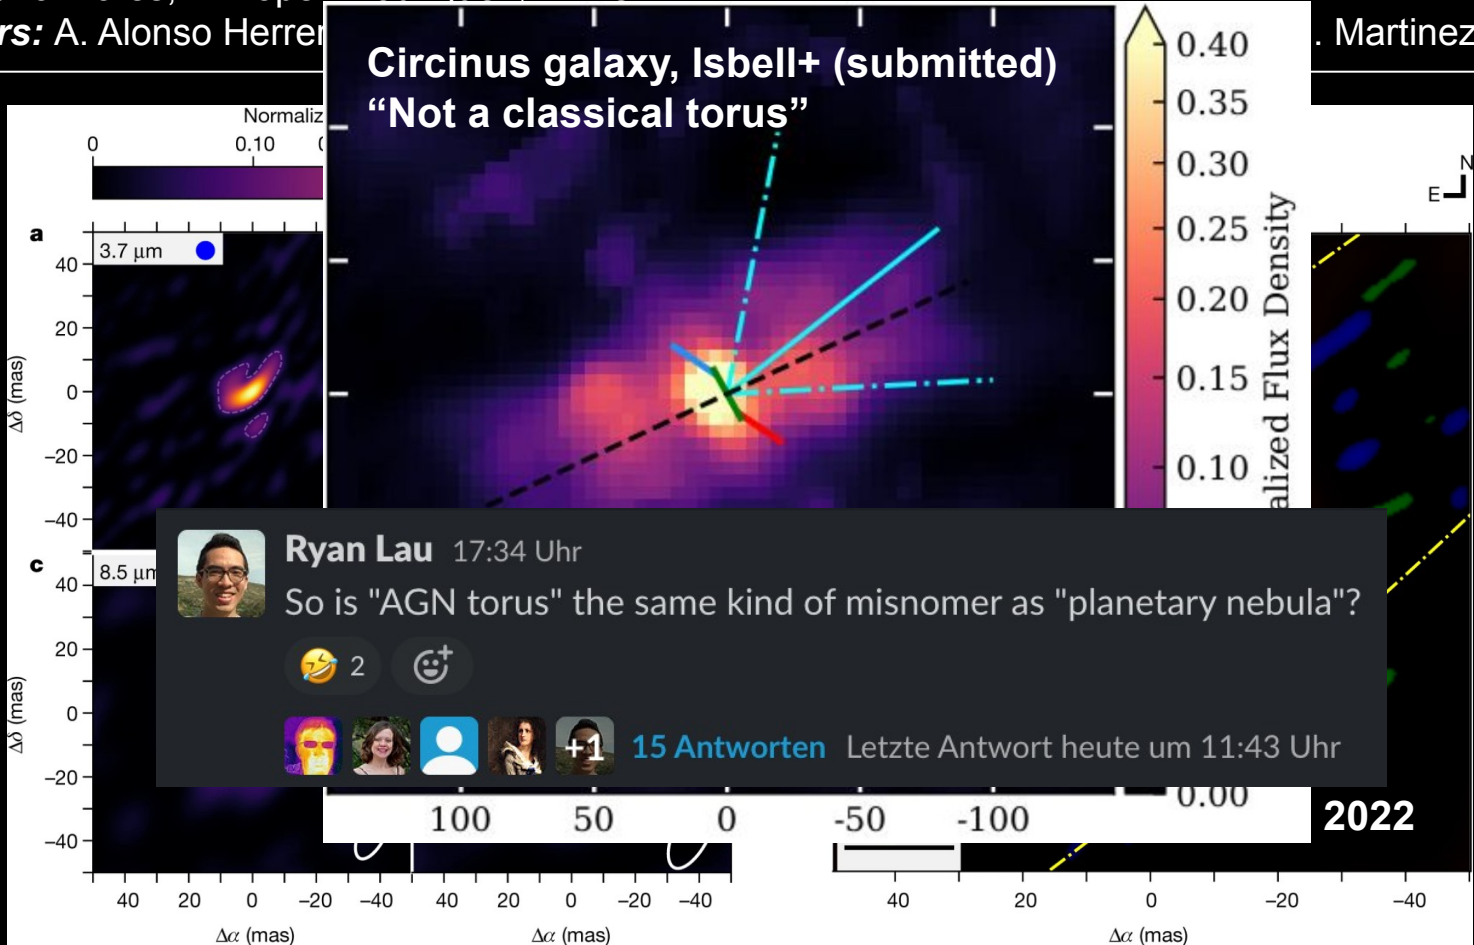 rs: A. Alonso Herrer
. Martinez
Circinus galaxy, Isbell+ (submitted)
“Not a classical torus”
Normaliz
0 0.10
a
3.7 µm
40
20
0
−20
−40
Δδ (mas)
0.40
0.35
0.30
0.25
0.20
0.15
0.10
0.00
alized Flux Density
N
E
c
8.5 µm
40
20
0
−20
−40
Δδ (mas)
Ryan Lau 17:34 Uhr
So is "AGN torus" the same kind of misnomer as "planetary nebula"?
2
+1 15 Antworten Letzte Antwort heute um 11:43 Uhr
100 50 0 -50 -100
2022
40 20 0 −20 −40
40 20 0 −20 −40
40 20 0 −20 −40
Δα (mas)
Δα (mas)
Δα (mas)